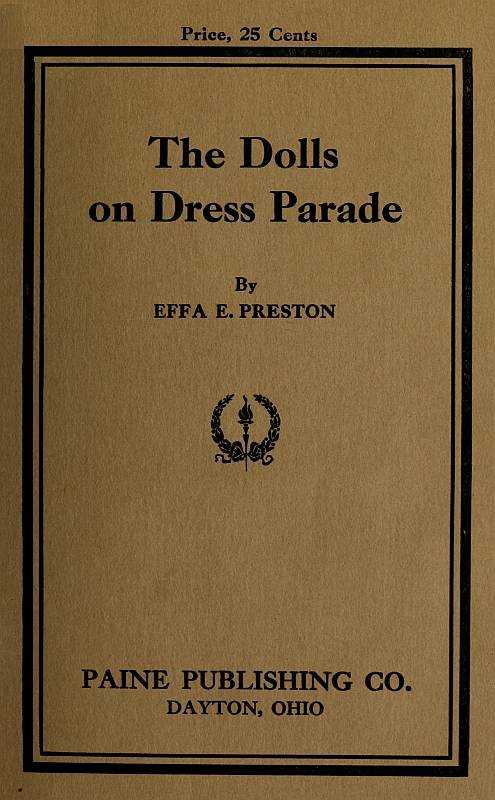 Price, 25 Cents
The Dolls
on Dress Parade
By
EFFA E. PRESTON
PAINE PUBLISHING CO.
DAYTON, OHIO